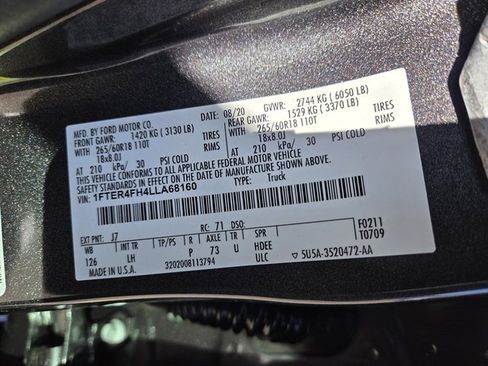 MFD. BY FORD MOTOR CO. DATE: 08/20 GVWR: 2744 KG ( 6050 LB)
FRONT GAWR: 1420 KG ( 3130 LB) REAR GAWR: 1529 KG ( 3370 LB)
265/60R18 110T TIRES 265/60R18 110T TIRES
18x8.0J RIMS 18x8.0J RIMS
AT 210 kPa/ 30 PSI COLD AT 210 kPa/ 30 PSI COLD
THIS VEHICLE CONFORMS TO ALL APPLICABLE FEDERAL MOTOR VEHICLE
SAFETY STANDARDS IN EFFECT ON THE DATE OF MANUFACTURE SHOWN ABOVE.
VIN: 1FTER4FH4LLA68160 TYPE: Truck
EXT PNT: J7 RC: 71 DSO: F0211
WB INT TR TP/PS R AXLE TR SPR T0709
126 LH P 73 U HDEE
MADE IN U.S.A. 3202008113794 ULC 5U5A-3520472-AA